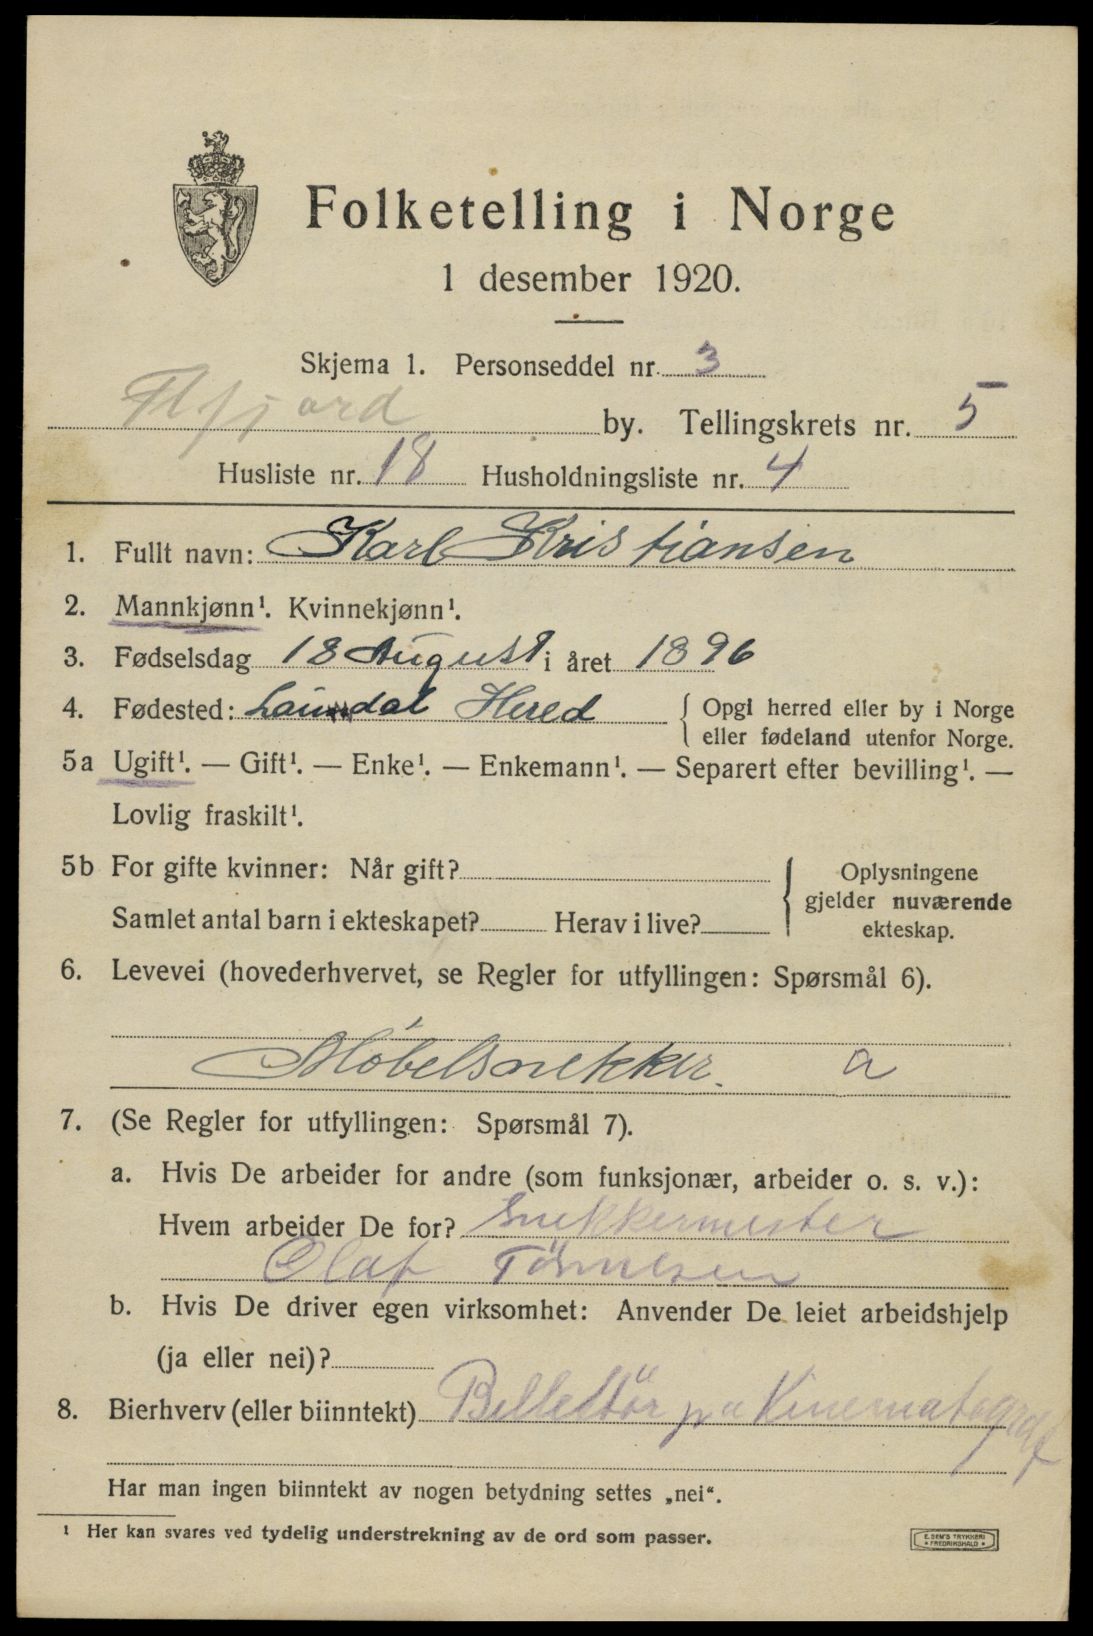 Folketelling i Norge
1 desember 1920.
Skjema 1. Personseddel nr. 3
by. Tellingskrets nr. 5
Husliste nr. 18 Husholdningsliste nr. 4
1. Fullt navn: Karl Kristiansen
2. Mannkjønn¹. Kvinnekjønn¹.
3. Fødselsdag 18 August i året 1896
4. Fødested: Laurdal Hered { Opgi herred eller by i Norge
eller fødeland utenfor Norge.
5a Ugift¹. — Gift¹. — Enke¹. — Enkemann¹. — Separert efter bevilling¹. —
Lovlig fraskilt¹.
5b For gifte kvinner: Når gift?
Samlet antal barn i ekteskapet? Herav i live?
Oplysningene
gjelder nuværende
ekteskap.
6. Levevei (hovederhvervet, se Regler for utfyllingen: Spørsmål 6).
Møbelsnekker. a
7. (Se Regler for utfyllingen: Spørsmål 7).
a. Hvis De arbeider for andre (som funksjonær, arbeider o. s. v.):
Hvem arbeider De for? Snekkermester
Olaf
b. Hvis De driver egen virksomhet: Anvender De leiet arbeidshjelp
(ja eller nei)?
8. Bierhverv (eller biinntekt) Billettør på Kinematograf
Har man ingen biinntekt av nogen betydning settes „nei“.
¹ Her kan svares ved tydelig understrekning av de ord som passer.
E. SEM'S TRYKKERI
• FREDRIKSHALD •